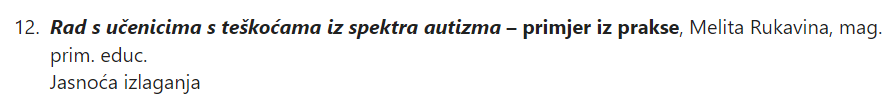 12. Rad s učenicima s teškoćama iz spektra autizma – primjer iz prakse, Melita Rukavina, mag.
prim. educ.
Jasnoća izlaganja